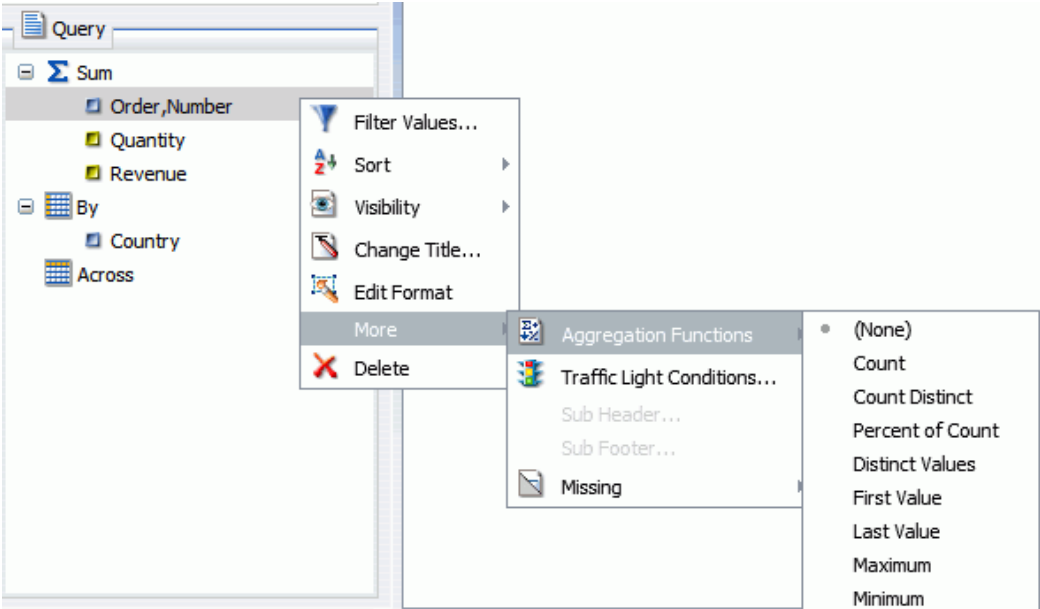 Query
Sum
Order,Number
Quantity
Revenue
By
Country
Across
Filter Values...
Sort
Visibility
Change Title...
Edit Format
More
Delete
Aggregation Functions
Traffic Light Conditions...
Sub Header...
Sub Footer...
Missing
(None)
Count
Count Distinct
Percent of Count
Distinct Values
First Value
Last Value
Maximum
Minimum